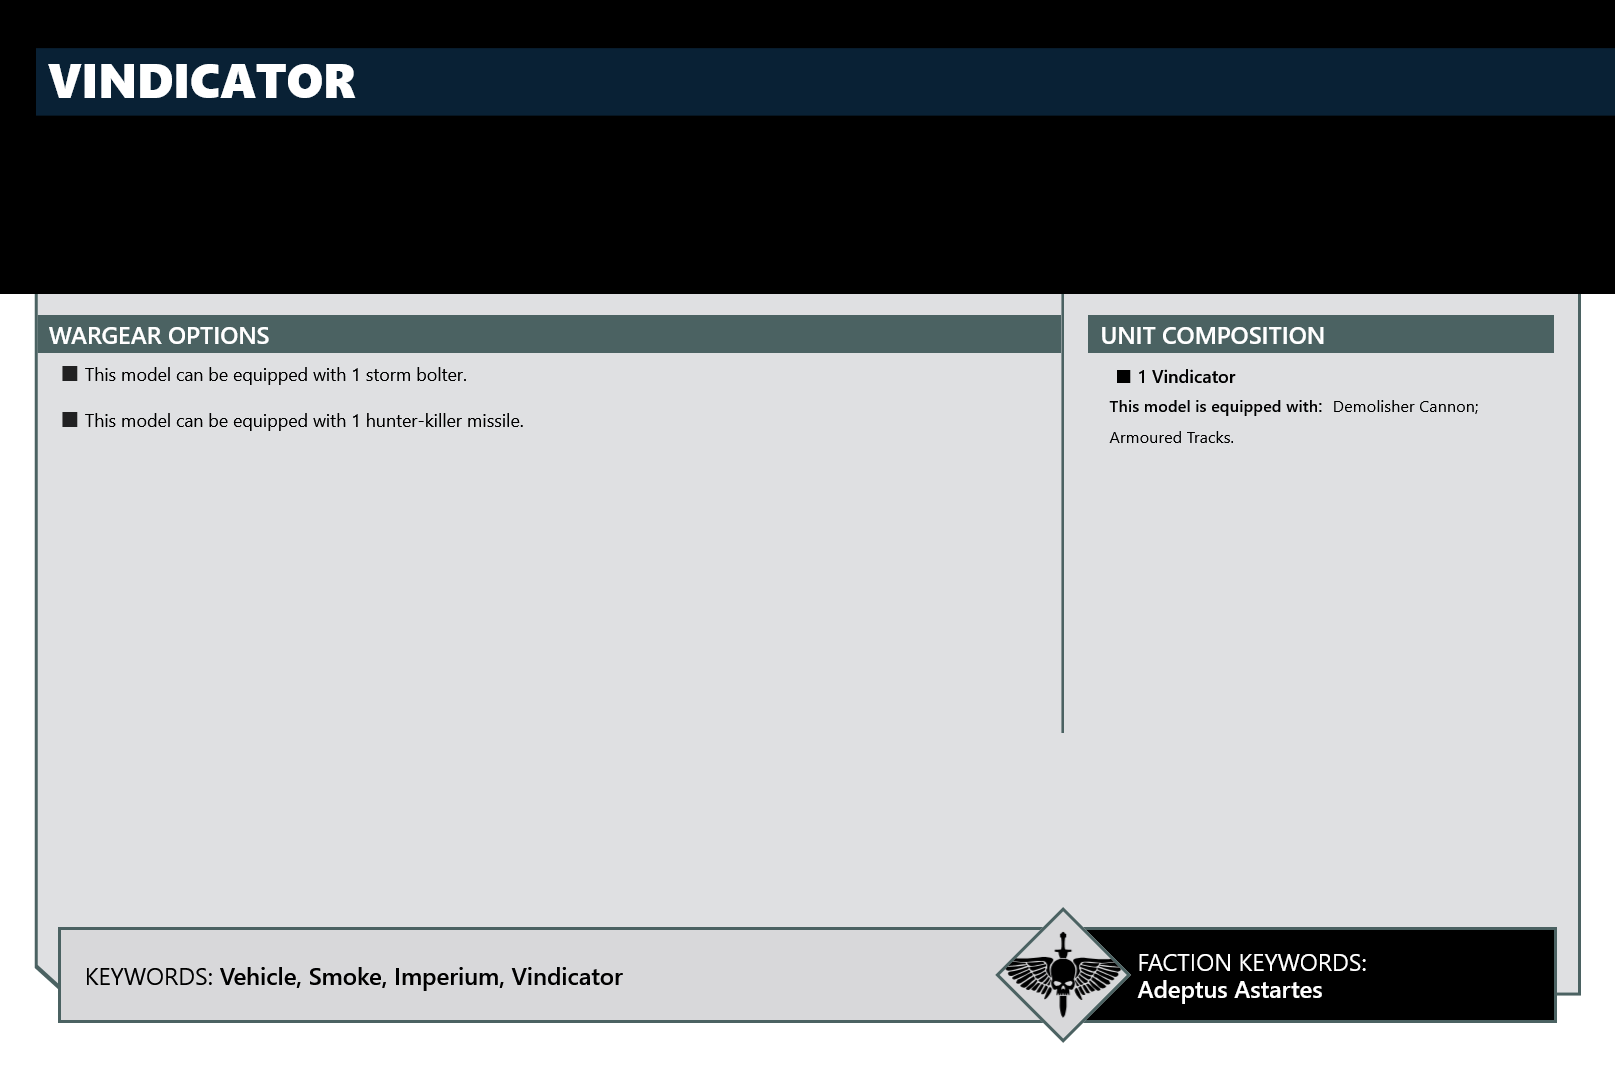 VINDICATOR
WARGEAR OPTIONS
■ This model can be equipped with 1 storm bolter.
■ This model can be equipped with 1 hunter-killer missile.
UNIT COMPOSITION
■ 1 Vindicator
This model is equipped with: Demolisher Cannon;
Armoured Tracks.
KEYWORDS: Vehicle, Smoke, Imperium, Vindicator
FACTION KEYWORDS:
Adeptus Astartes